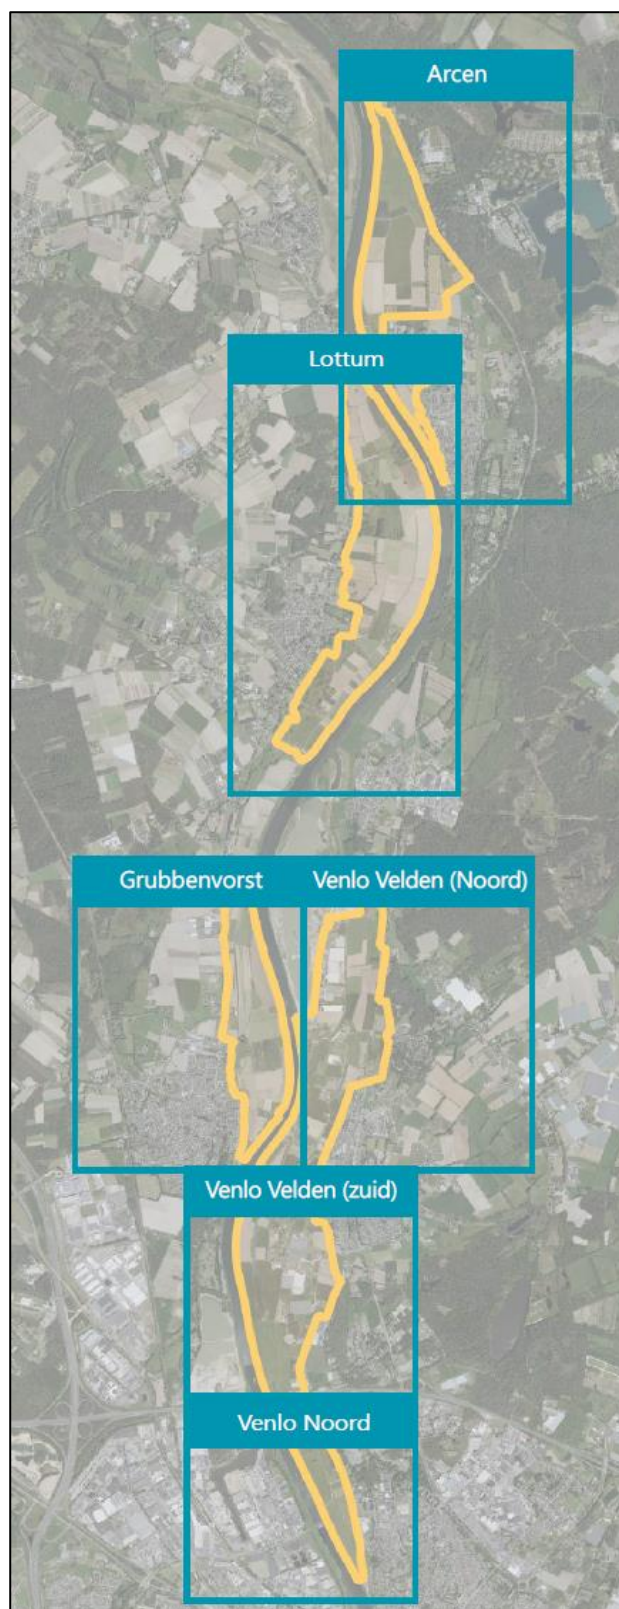 Arcen
Lottum
Grubbenvorst
Venlo Velden (Noord)
Venlo Velden (zuid)
Venlo Noord